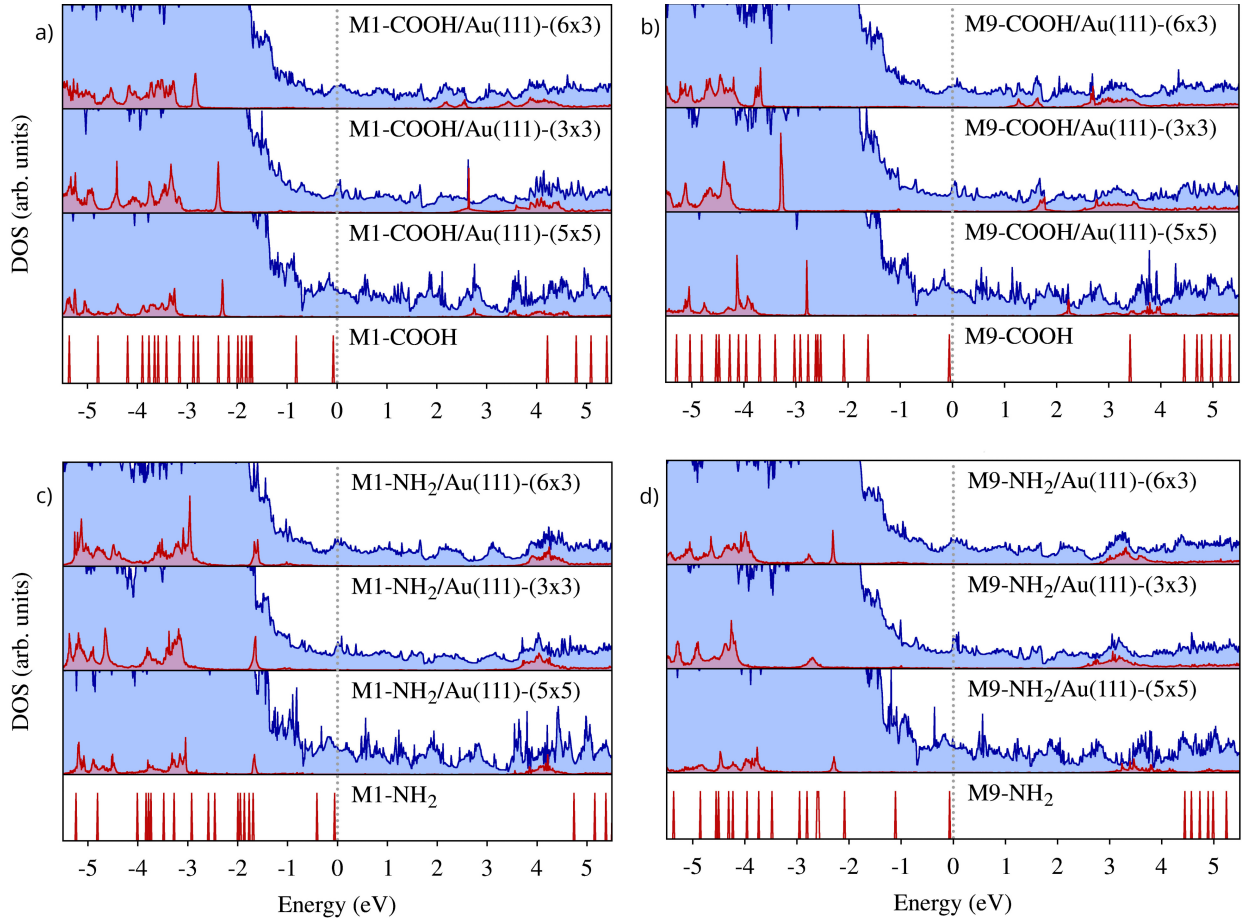 a)
M1-COOH/Au(111)-(6x3)
M1-COOH/Au(111)-(3x3)
M1-COOH/Au(111)-(5x5)
M1-COOH
DOS (arb. units)
-5 -4 -3 -2 -1 0 1 2 3 4 5
b)
M9-COOH/Au(111)-(6x3)
M9-COOH/Au(111)-(3x3)
M9-COOH/Au(111)-(5x5)
M9-COOH
-5 -4 -3 -2 -1 0 1 2 3 4 5
c)
M1-NH₂/Au(111)-(6x3)
M1-NH₂/Au(111)-(3x3)
M1-NH₂/Au(111)-(5x5)
M1-NH₂
DOS (arb. units)
-5 -4 -3 -2 -1 0 1 2 3 4 5
Energy (eV)
d)
M9-NH₂/Au(111)-(6x3)
M9-NH₂/Au(111)-(3x3)
M9-NH₂/Au(111)-(5x5)
M9-NH₂
-5 -4 -3 -2 -1 0 1 2 3 4 5
Energy (eV)